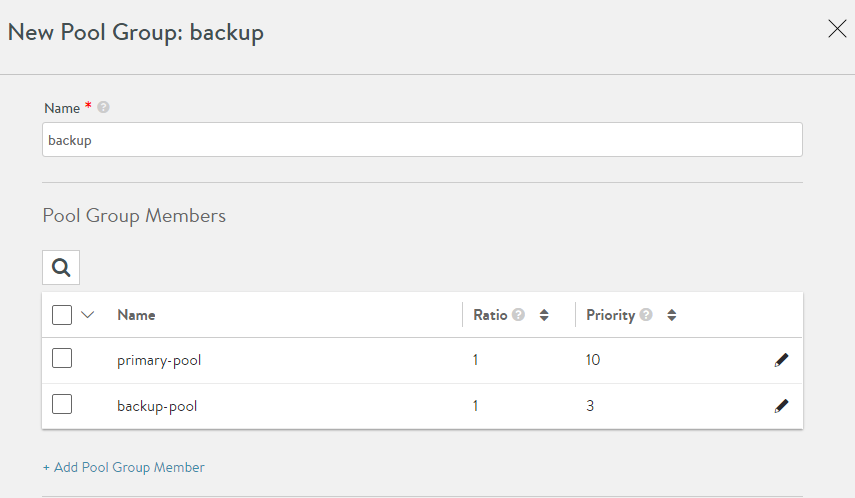 New Pool Group: backup
Name * ?
backup
Pool Group Members
Name Ratio ? Priority ?
primary-pool 1 10
backup-pool 1 3
+ Add Pool Group Member